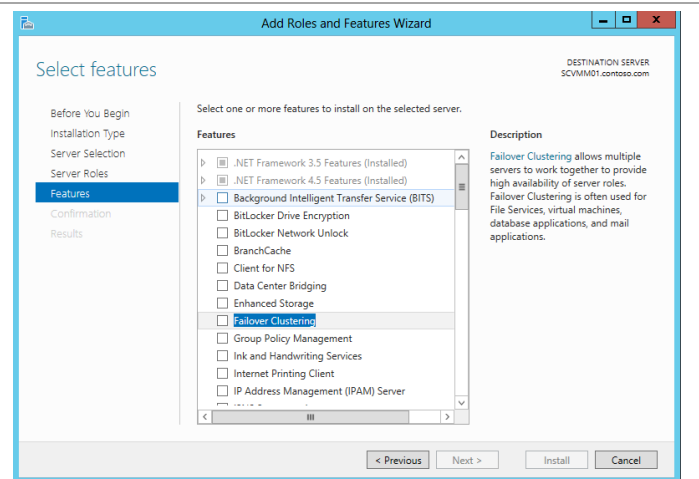 Add Roles and Features Wizard
Select features
DESTINATION SERVER
SCVMM01.contoso.com
Before You Begin
Installation Type
Server Selection
Server Roles
Features
Confirmation
Results
Select one or more features to install on the selected server.
Features
.NET Framework 3.5 Features (Installed)
.NET Framework 4.5 Features (Installed)
Background Intelligent Transfer Service (BITS)
BitLocker Drive Encryption
BitLocker Network Unlock
BranchCache
Client for NFS
Data Center Bridging
Enhanced Storage
Failover Clustering
Group Policy Management
Ink and Handwriting Services
Internet Printing Client
IP Address Management (IPAM) Server
Description
Failover Clustering allows multiple
servers to work together to provide
high availability of server roles.
Failover Clustering is often used for
File Services, virtual machines,
database applications, and mail
applications.
< Previous
Next >
Install
Cancel